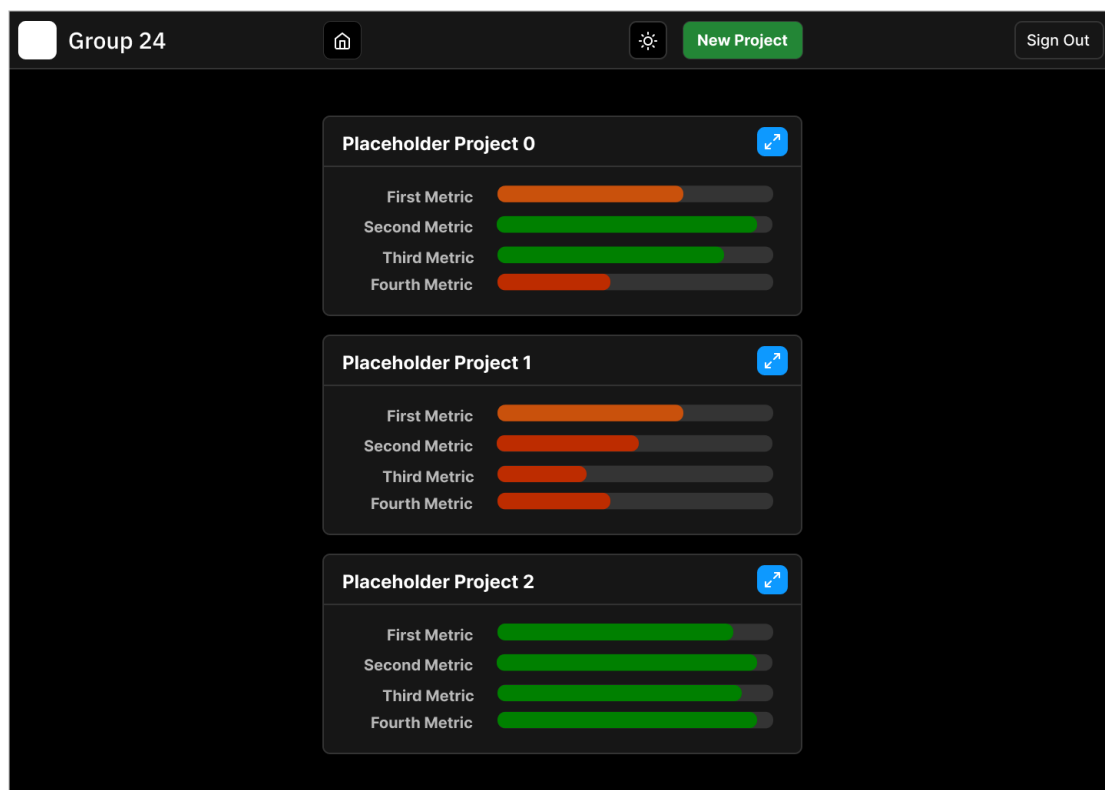 Group 24
New Project
Sign Out
Placeholder Project 0
First Metric
Second Metric
Third Metric
Fourth Metric
Placeholder Project 1
First Metric
Second Metric
Third Metric
Fourth Metric
Placeholder Project 2
First Metric
Second Metric
Third Metric
Fourth Metric